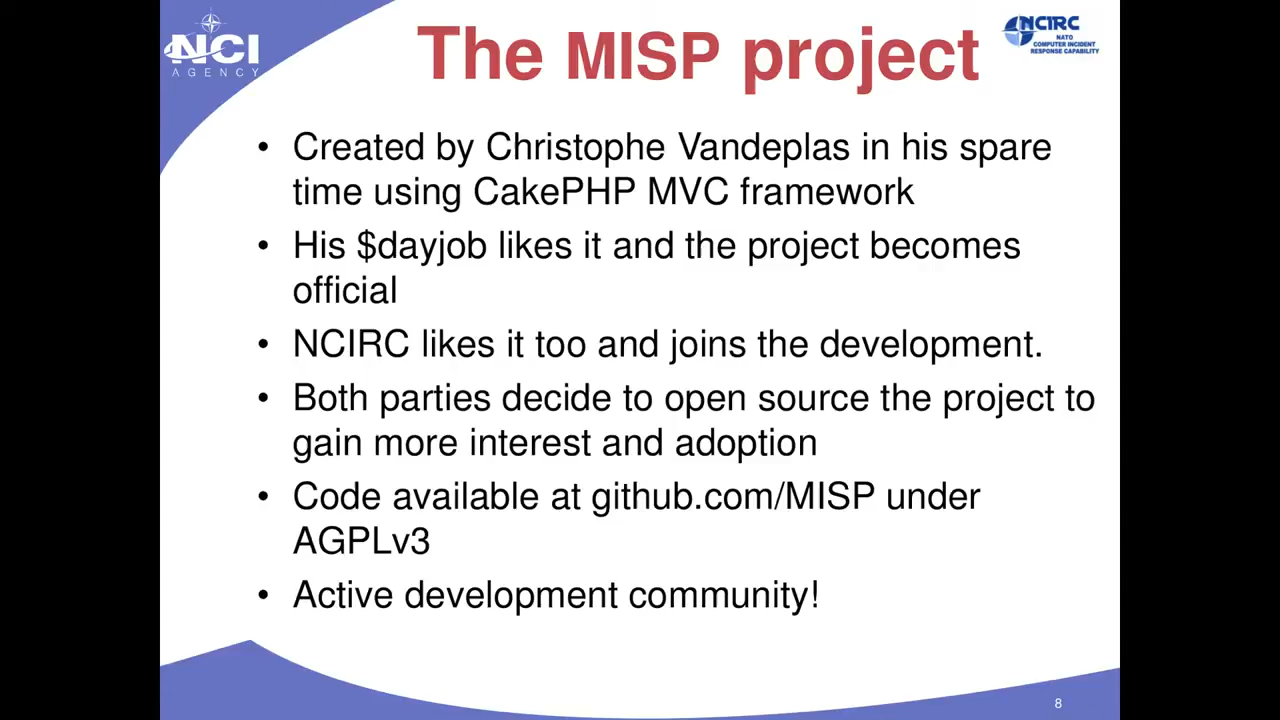 NCI
AGENCY
The MISP project
NCIRC
NATO
COMPUTER INCIDENT
RESPONSE CAPABILITY
• Created by Christophe Vandeplas in his spare
time using CakePHP MVC framework
• His $dayjob likes it and the project becomes
official
• NCIRC likes it too and joins the development.
• Both parties decide to open source the project to
gain more interest and adoption
• Code available at github.com/MISP under
AGPLv3
• Active development community!
8